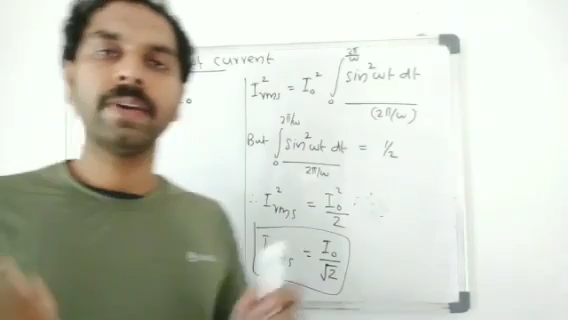 current
I²rms = I₀² ∫₀^(2π/ω) sin²ωt dt / (2π/ω)
But ∫₀^(2π/ω) sin²ωt dt / 2π/ω = 1/2
∴ I²rms = I₀²/2
I = I₀/√2